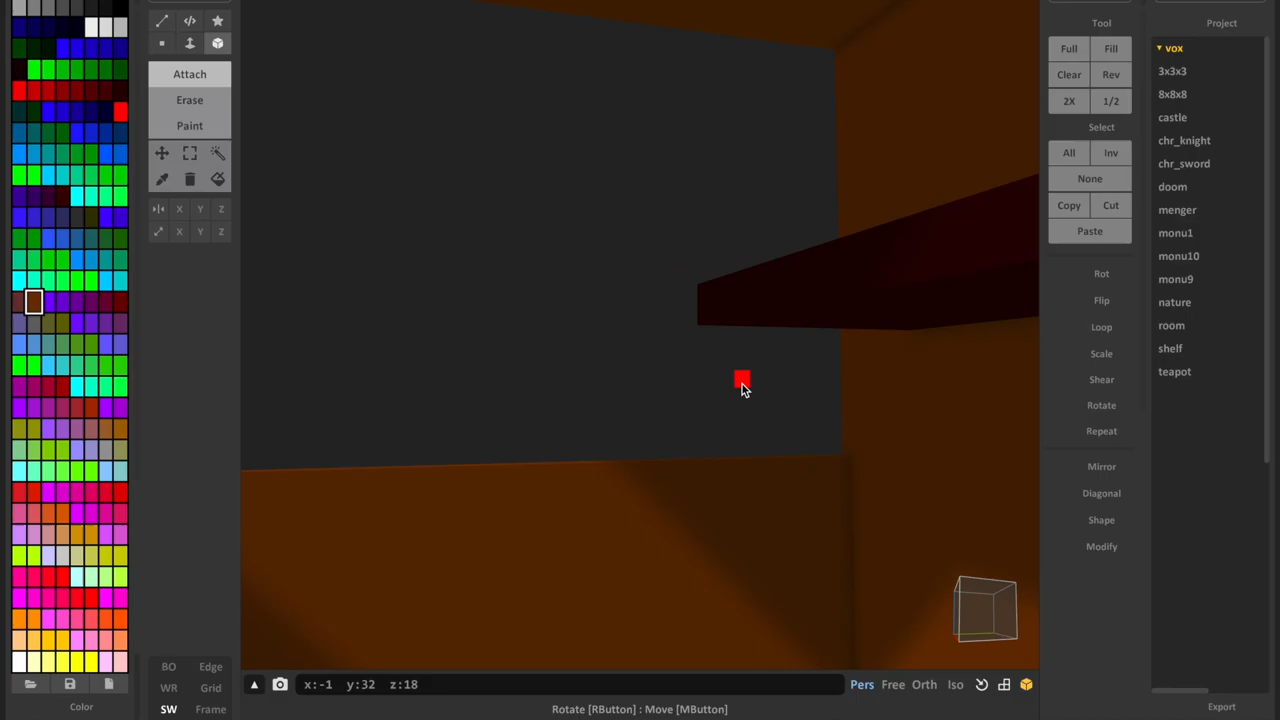 Attach
Erase
Paint
X Y Z
X Y Z
BO Edge
WR Grid
SW Frame
Color
x:-1 y:32 z:18
Pers Free Orth Iso
Rotate [RButton] : Move [MButton]
Tool
Full Fill
Clear Rev
2X 1/2
Select
All Inv
None
Copy Cut
Paste
Rot
Flip
Loop
Scale
Shear
Rotate
Repeat
Mirror
Diagonal
Shape
Modify
Project
vox
3x3x3
8x8x8
castle
chr_knight
chr_sword
doom
menger
monu1
monu10
monu9
nature
room
shelf
teapot
Export